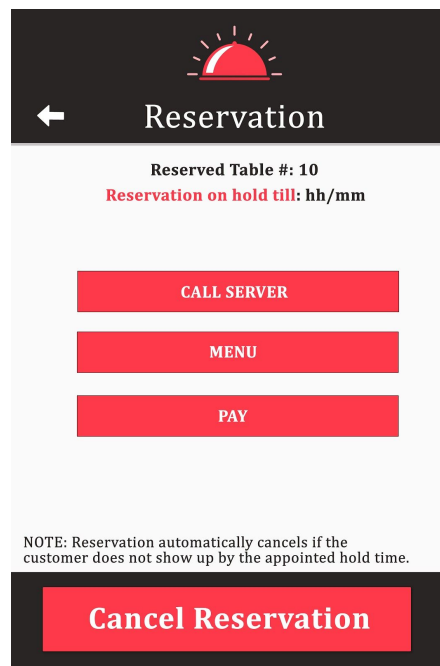 Reservation
Reserved Table #: 10
Reservation on hold till: hh/mm
CALL SERVER
MENU
PAY
NOTE: Reservation automatically cancels if the
customer does not show up by the appointed hold time.
Cancel Reservation